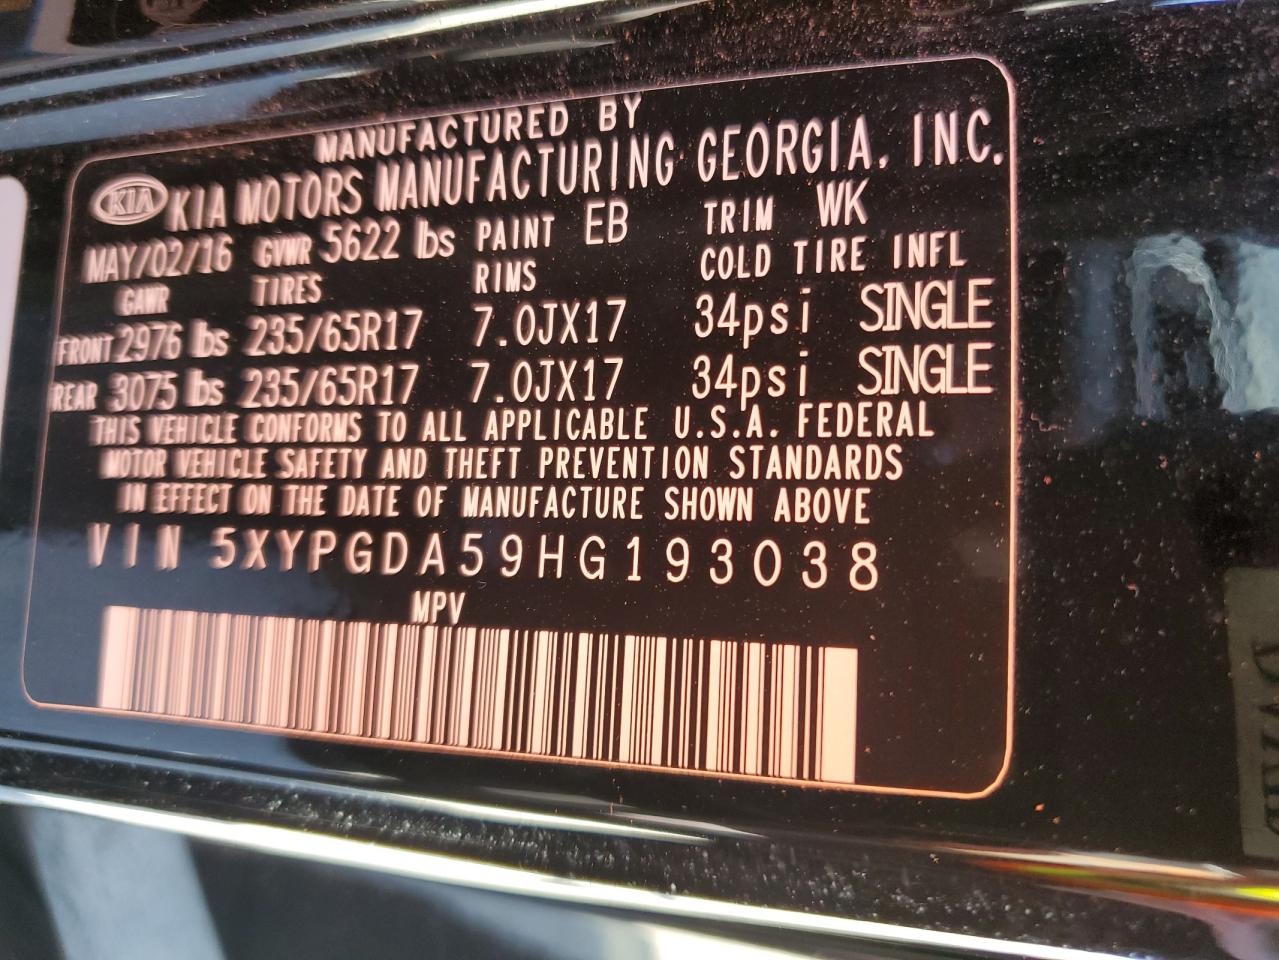 MANUFACTURED BY
KIA KIA MOTORS MANUFACTURING GEORGIA, INC.
MAY/02/16 GVWR 5622 lbs PAINT EB TRIM WK
GAWR TIRES RIMS COLD TIRE INFL
FRONT 2976 lbs 235/65R17 7.0JX17 34psi SINGLE
REAR 3075 lbs 235/65R17 7.0JX17 34psi SINGLE
THIS VEHICLE CONFORMS TO ALL APPLICABLE U.S.A. FEDERAL
MOTOR VEHICLE SAFETY AND THEFT PREVENTION STANDARDS
IN EFFECT ON THE DATE OF MANUFACTURE SHOWN ABOVE
VIN 5XYPGDA59HG193038
MPV